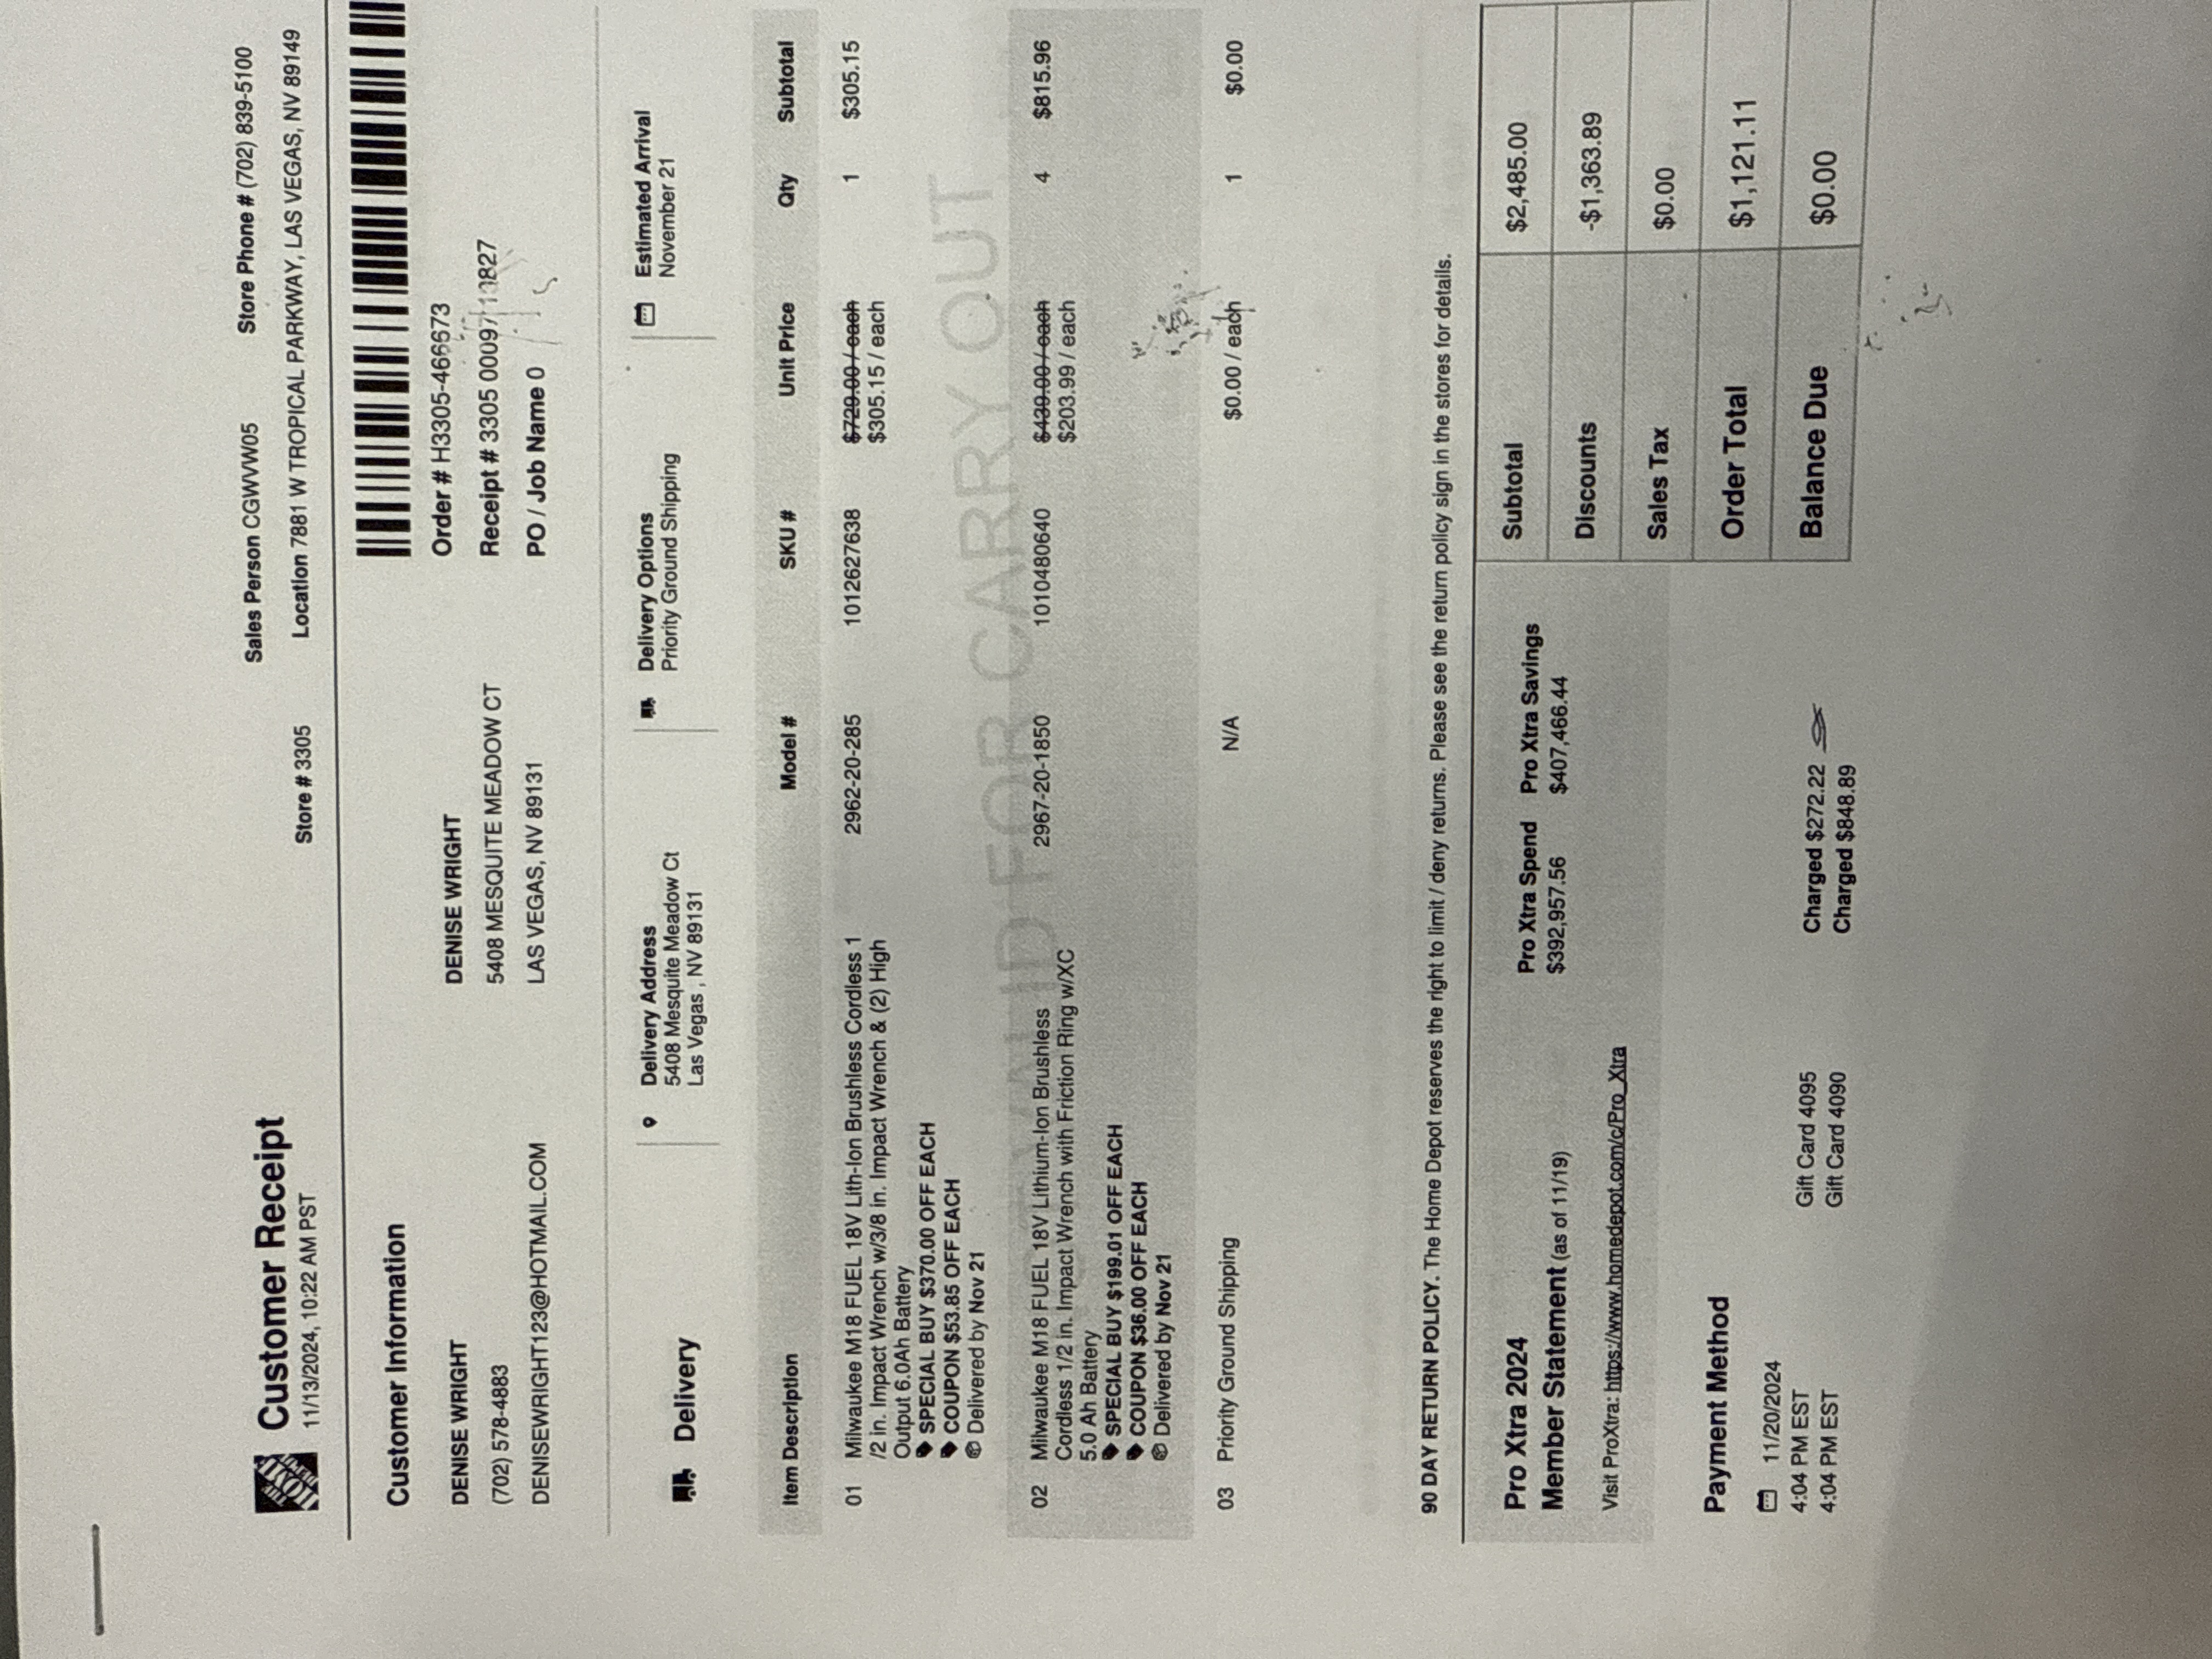 THE HOME DEPOT
Customer Receipt
11/13/2024, 10:22 AM PST
Sales Person CGWVW05 Store Phone # (702) 839-5100
Store # 3305 Location 7881 W TROPICAL PARKWAY, LAS VEGAS, NV 89149
Customer Information
DENISE WRIGHT
(702) 578-4883
DENISEWRIGHT123@HOTMAIL.COM
DENISE WRIGHT
5408 MESQUITE MEADOW CT
LAS VEGAS, NV 89131
Order # H3305-466673
Receipt # 3305 00097 13827
PO / Job Name 0
Delivery
Delivery Address
5408 Mesquite Meadow Ct
Las Vegas , NV 89131
Delivery Options
Priority Ground Shipping
Estimated Arrival
November 21
Item Description Model # SKU # Unit Price Qty Subtotal
01 Milwaukee M18 FUEL 18V Lith-Ion Brushless Cordless 1 2962-20-285 1012627638 $729.00 / each 1 $305.15
/2 in. Impact Wrench w/3/8 in. Impact Wrench & (2) High $305.15 / each
Output 6.0Ah Battery
SPECIAL BUY $370.00 OFF EACH
COUPON $53.85 OFF EACH
Delivered by Nov 21
VALID FOR CARRY OUT
02 Milwaukee M18 FUEL 18V Lithium-Ion Brushless 2967-20-1850 1010480640 $439.00 / each 4 $815.96
Cordless 1/2 in. Impact Wrench with Friction Ring w/XC $203.99 / each
5.0 Ah Battery
SPECIAL BUY $199.01 OFF EACH
COUPON $36.00 OFF EACH
Delivered by Nov 21
03 Priority Ground Shipping N/A $0.00 / each 1 $0.00
90 DAY RETURN POLICY. The Home Depot reserves the right to limit / deny returns. Please see the return policy sign in the stores for details.
Pro Xtra 2024
Member Statement (as of 11/19)
Pro Xtra Spend Pro Xtra Savings
$392,957.56 $407,466.44
Visit ProXtra: https://www.homedepot.com/c/Pro_Xtra
Subtotal $2,485.00
Discounts -$1,363.89
Sales Tax $0.00
Order Total $1,121.11
Balance Due $0.00
Payment Method
11/20/2024
4:04 PM EST Gift Card 4095 Charged $272.22
4:04 PM EST Gift Card 4090 Charged $848.89